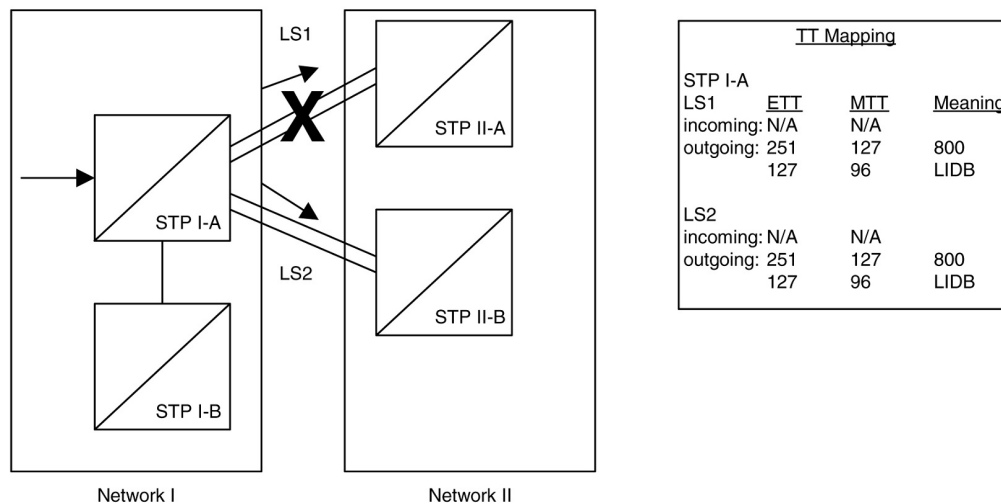 LS1
STP II-A
STP I-A
LS2
STP II-B
STP I-B
Network I
Network II
TT Mapping
STP I-A
LS1 ETT MTT Meaning
incoming: N/A N/A
outgoing: 251 127 800
127 96 LIDB
LS2
incoming: N/A N/A
outgoing: 251 127 800
127 96 LIDB